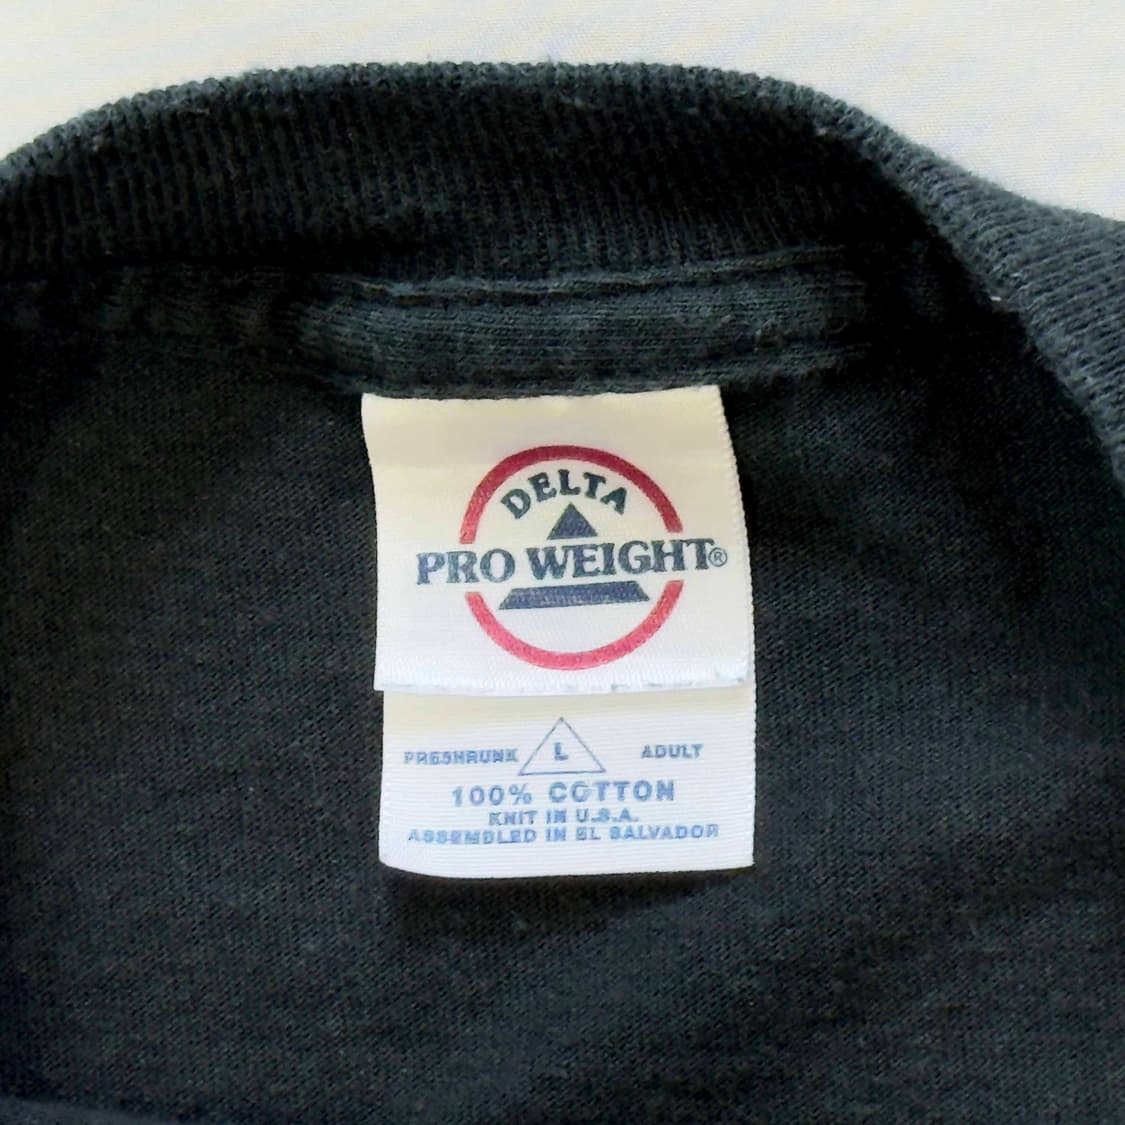 DELTA
PRO WEIGHT®
PRESHRUNK L ADULT
100% COTTON
KNIT IN U.S.A.
ASSEMBLED IN EL SALVADOR